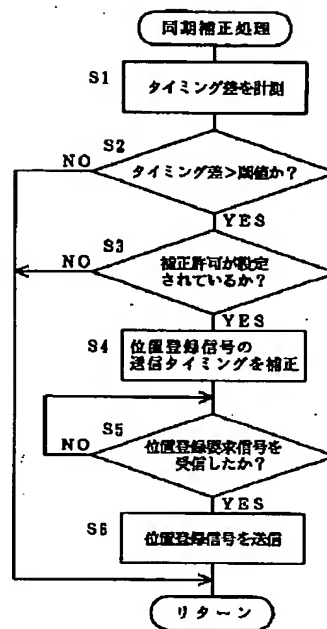 同期補正処理
S1
タイミング差を計測
S2
NO
タイミング差>閾値か?
YES
S3
NO
補正許可が設定
されているか?
YES
S4
位置登録信号の
送信タイミングを補正
S5
NO
位置登録要求信号を
受信したか?
YES
S6
位置登録信号を送信
リターン